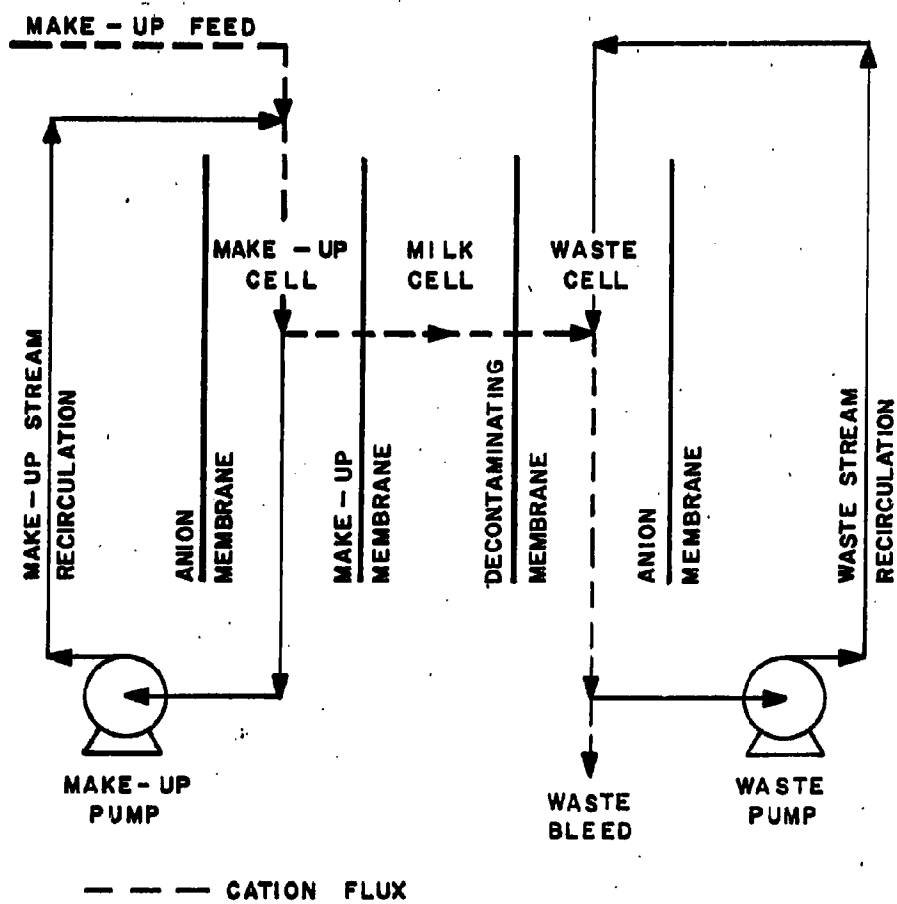 MAKE-UP FEED
MAKE-UP
CELL
MILK
CELL
WASTE
CELL
MAKE-UP STREAM
RECIRCULATION
ANION
MEMBRANE
MAKE-UP
MEMBRANE
DECONTAMINATING
MEMBRANE
ANION
MEMBRANE
WASTE STREAM
RECIRCULATION
MAKE-UP
PUMP
WASTE
BLEED
WASTE
PUMP
CATION FLUX